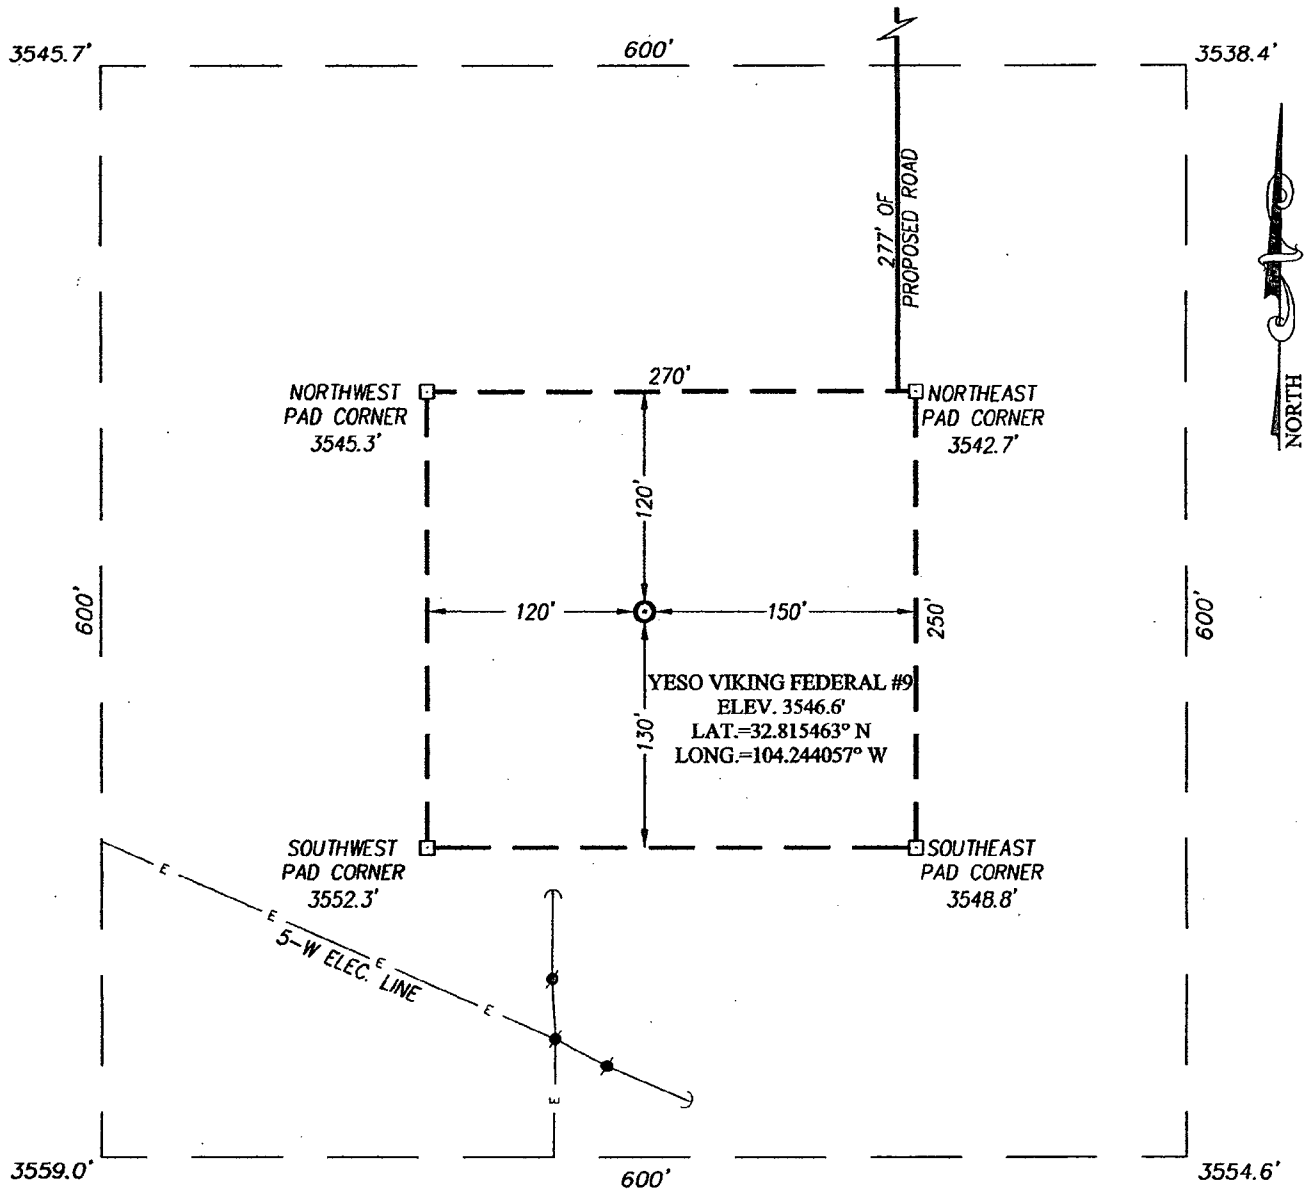 3545.7'
600'
3538.4'
277' OF
PROPOSED ROAD
NORTH
NORTHWEST
PAD CORNER
3545.3'
270'
NORTHEAST
PAD CORNER
3542.7'
120'
600'
120'
150'
250'
600'
130'
YESO VIKING FEDERAL #9
ELEV. 3546.6'
LAT.=32.815463° N
LONG.=104.244057° W
SOUTHWEST
PAD CORNER
3552.3'
SOUTHEAST
PAD CORNER
3548.8'
E
E
E
E
5-W ELEC. LINE
E
3559.0'
600'
3554.6'